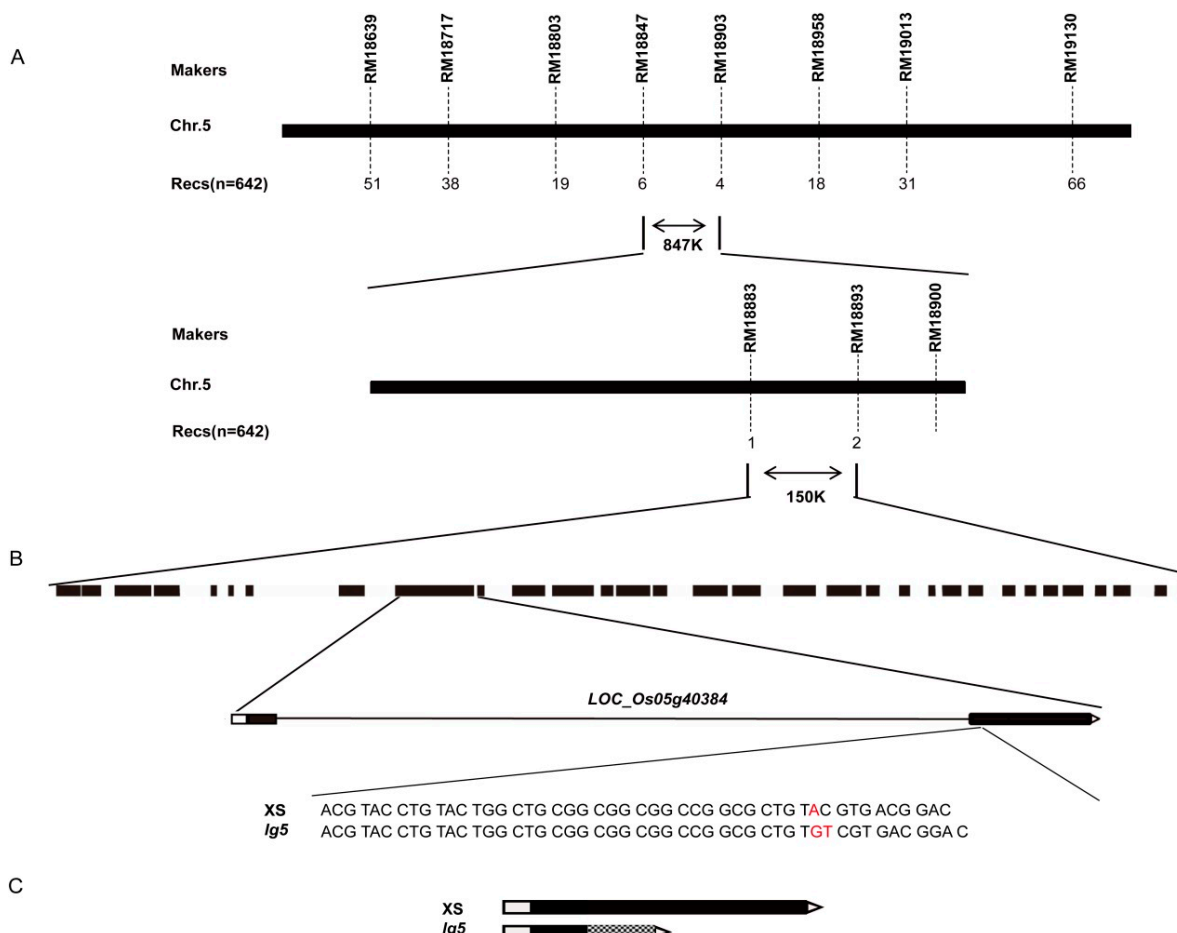 A
Makers RM18639 RM18717 RM18803 RM18847 RM18903 RM18958 RM19013 RM19130
Chr.5
Recs(n=642) 51 38 19 6 4 18 31 66
847K
Makers RM18883 RM18893 RM18900
Chr.5
Recs(n=642) 1 2
150K
B
LOC_Os05g40384
XS ACG TAC CTG TAC TGG CTG CGG CGG CGG CCG GCG CTG TAC GTG ACG GAC
lg5 ACG TAC CTG TAC TGG CTG CGG CGG CGG CCG GCG CTG TGT CGT GAC GGA C
C
XS
lg5